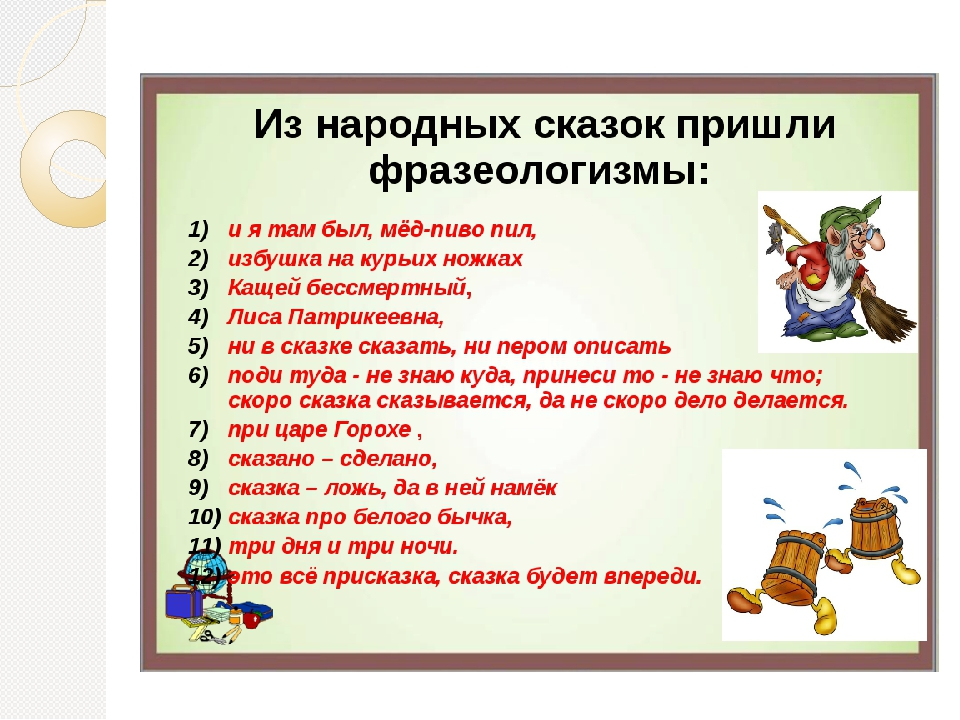 Из народных сказок пришли
фразеологизмы:
1) и я там был, мёд-пиво пил,
2) избушка на курьих ножках
3) Кащей бессмертный,
4) Лиса Патрикеевна,
5) ни в сказке сказать, ни пером описать
6) поди туда - не знаю куда, принеси то - не знаю что;
скоро сказка сказывается, да не скоро дело делается.
7) при царе Горохе ,
8) сказано – сделано,
9) сказка – ложь, да в ней намёк
10) сказка про белого бычка,
11) три дня и три ночи.
12) это всё присказка, сказка будет впереди.